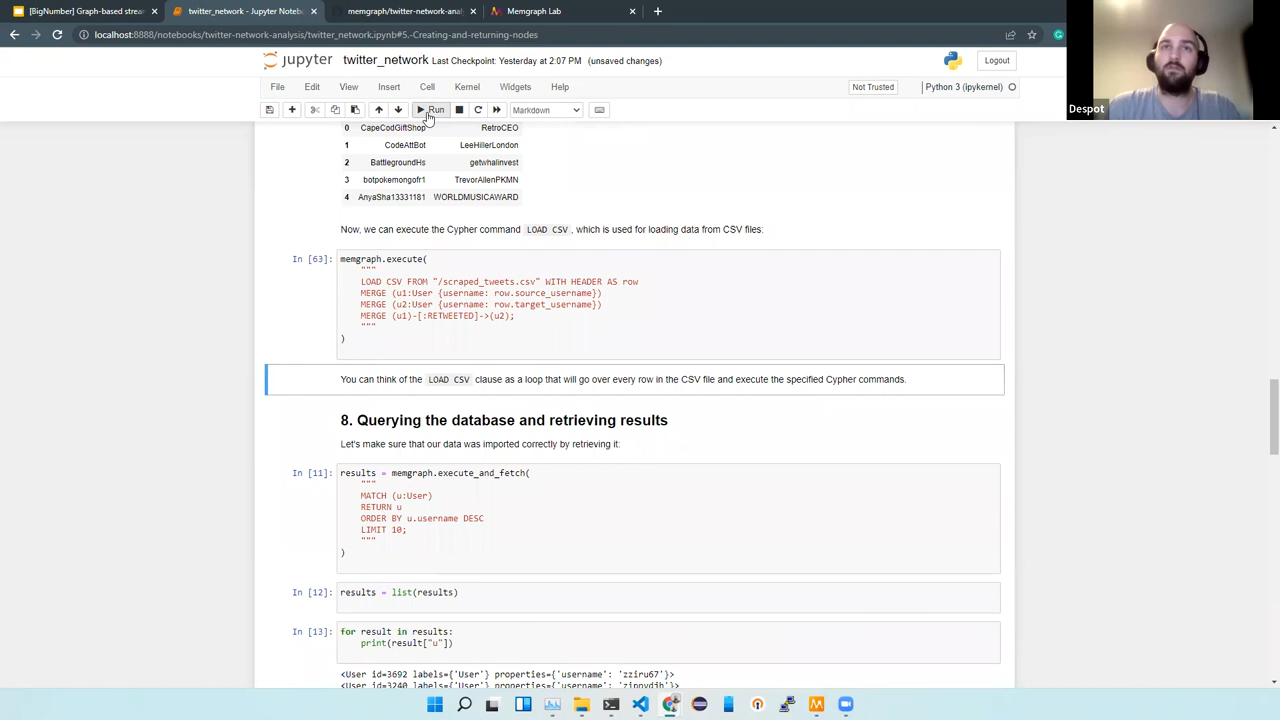 [BigNumber] Graph-based stream
twitter_network - Jupyter Noteb
memgraph/twitter-network-anal
Memgraph Lab
localhost:8888/notebooks/twitter-network-analysis/twitter_network.ipynb#5.-Creating-and-returning-nodes
jupyter twitter_network Last Checkpoint: Yesterday at 2:07 PM (unsaved changes)
Logout
File Edit View Insert Cell Kernel Widgets Help
Not Trusted
Python 3 (ipykernel)
Run
Markdown
Despot
0 CapeCodGiftShop RetroCEO
1 CodeAttBot LeeHillerLondon
2 BattlegroundHs getwhalinvest
3 botpokemongofr1 TrevorAllenPKMN
4 AnyaSha13331181 WORLDMUSICAWARD
Now, we can execute the Cypher command LOAD CSV, which is used for loading data from CSV files:
In [63]: memgraph.execute(
"""
LOAD CSV FROM "/scraped_tweets.csv" WITH HEADER AS row
MERGE (u1:User {username: row.source_username})
MERGE (u2:User {username: row.target_username})
MERGE (u1)-[:RETWEETED]->(u2);
"""
)
You can think of the LOAD CSV clause as a loop that will go over every row in the CSV file and execute the specified Cypher commands.
8. Querying the database and retrieving results
Let's make sure that our data was imported correctly by retrieving it:
In [11]: results = memgraph.execute_and_fetch(
"""
MATCH (u:User)
RETURN u
ORDER BY u.username DESC
LIMIT 10;
"""
)
In [12]: results = list(results)
In [13]: for result in results:
print(result["u"])
<User id=3692 labels={'User'} properties={'username': 'zziru67'}>
<User id=3240 labels={'User'} properties={'username': 'zipoydjh'}>